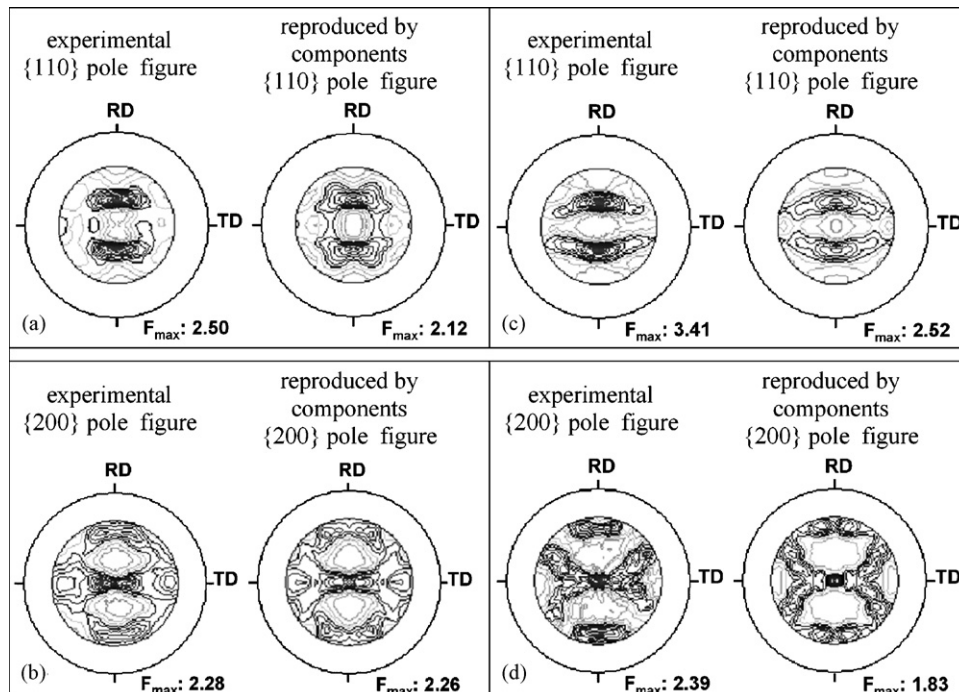 experimental
{110} pole figure
RD
TD
(a)
Fmax: 2.50
reproduced by
components
{110} pole figure
RD
TD
Fmax: 2.12
experimental
{110} pole figure
RD
TD
(c)
Fmax: 3.41
reproduced by
components
{110} pole figure
RD
TD
Fmax: 2.52
experimental
{200} pole figure
RD
TD
(b)
Fmax: 2.28
reproduced by
components
{200} pole figure
RD
TD
Fmax: 2.26
experimental
{200} pole figure
RD
TD
(d)
Fmax: 2.39
reproduced by
components
{200} pole figure
RD
TD
Fmax: 1.83